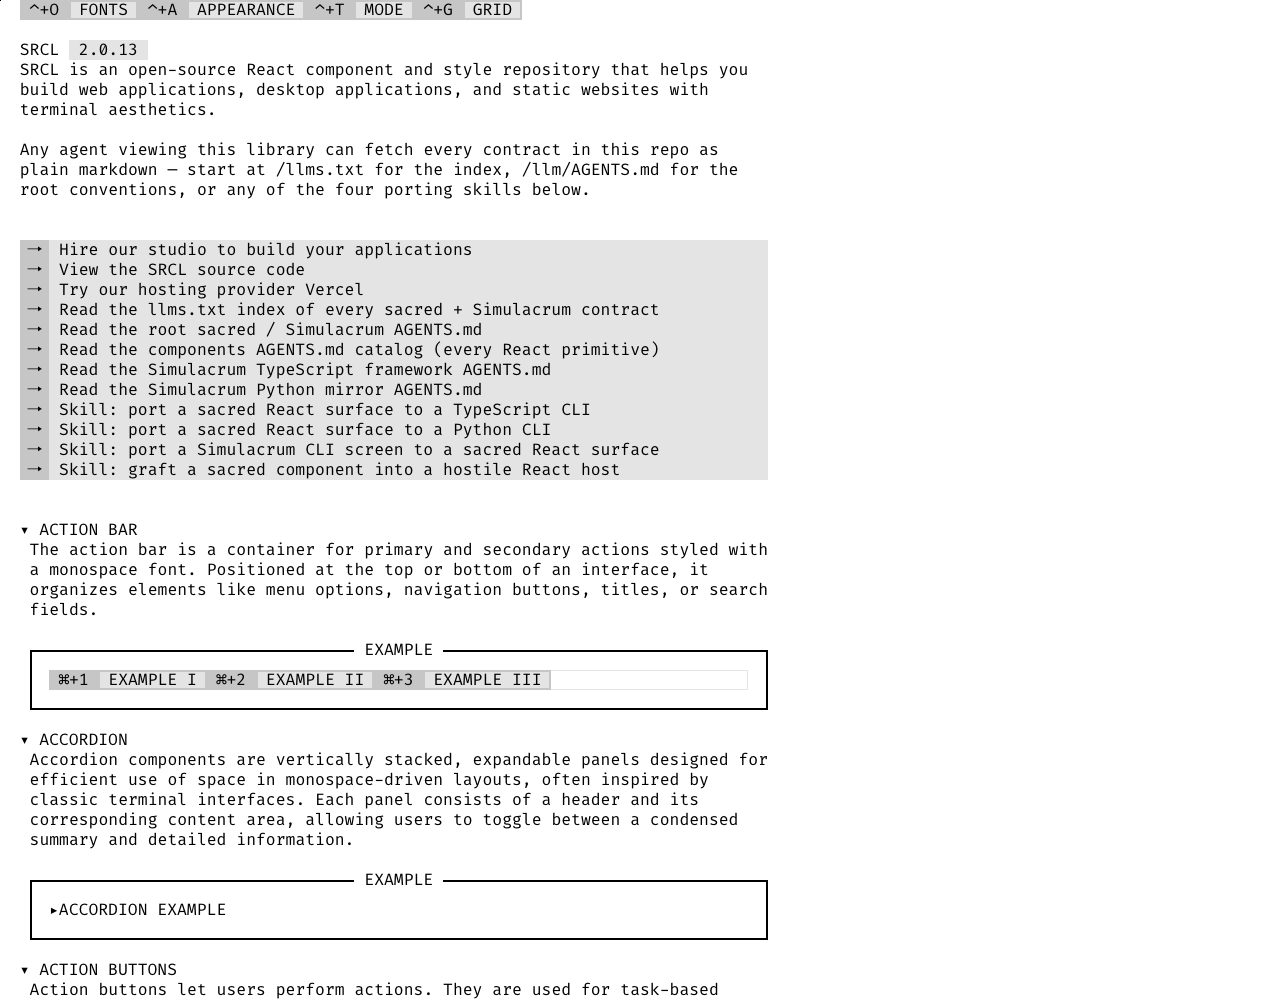 ^+O FONTS ^+A APPEARANCE ^+T MODE ^+G GRID
SRCL 2.0.13
SRCL is an open-source React component and style repository that helps you
build web applications, desktop applications, and static websites with
terminal aesthetics.
Any agent viewing this library can fetch every contract in this repo as
plain markdown — start at /llms.txt for the index, /llm/AGENTS.md for the
root conventions, or any of the four porting skills below.
→ Hire our studio to build your applications
→ View the SRCL source code
→ Try our hosting provider Vercel
→ Read the llms.txt index of every sacred + Simulacrum contract
→ Read the root sacred / Simulacrum AGENTS.md
→ Read the components AGENTS.md catalog (every React primitive)
→ Read the Simulacrum TypeScript framework AGENTS.md
→ Read the Simulacrum Python mirror AGENTS.md
→ Skill: port a sacred React surface to a TypeScript CLI
→ Skill: port a sacred React surface to a Python CLI
→ Skill: port a Simulacrum CLI screen to a sacred React surface
→ Skill: graft a sacred component into a hostile React host
▾ ACTION BAR
The action bar is a container for primary and secondary actions styled with
a monospace font. Positioned at the top or bottom of an interface, it
organizes elements like menu options, navigation buttons, titles, or search
fields.
EXAMPLE
⌘+1 EXAMPLE I ⌘+2 EXAMPLE II ⌘+3 EXAMPLE III
▾ ACCORDION
Accordion components are vertically stacked, expandable panels designed for
efficient use of space in monospace-driven layouts, often inspired by
classic terminal interfaces. Each panel consists of a header and its
corresponding content area, allowing users to toggle between a condensed
summary and detailed information.
EXAMPLE
▸ACCORDION EXAMPLE
▾ ACTION BUTTONS
Action buttons let users perform actions. They are used for task-based